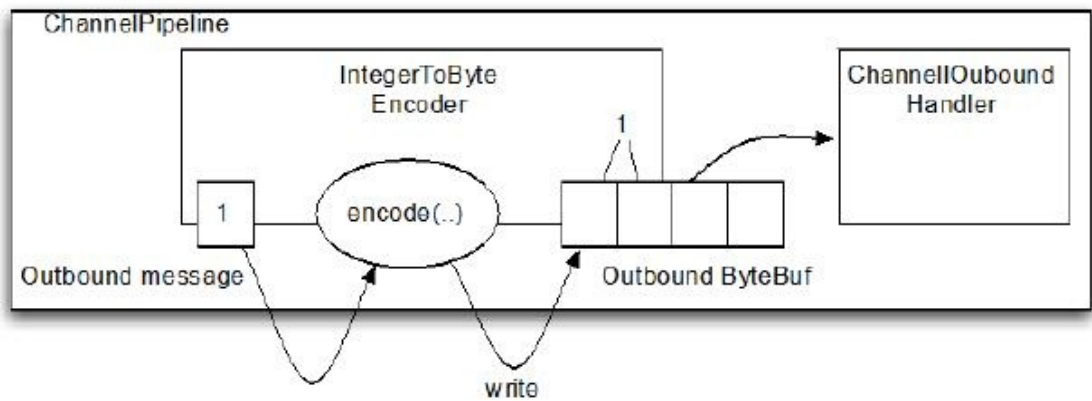 ChannelPipeline
IntegerToByte
Encoder
ChannelIOubound
Handler
1
1
encode(..)
Outbound message
Outbound ByteBuf
write